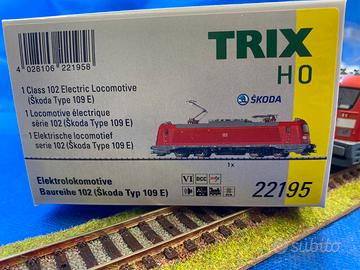 4 028106 221958
TRIX
H0
1 Class 102 Electric Locomotive
(Škoda Type 109 E)
ŠKODA
1 Locomotive électrique
série 102 (Škoda Type 109 E)
1 Elektrische locomotief
serie 102 (Škoda Type 109 E)
1x
Elektrolokomotive
Baureihe 102 (Škoda Typ 109 E)
VI DCC
22195
subito